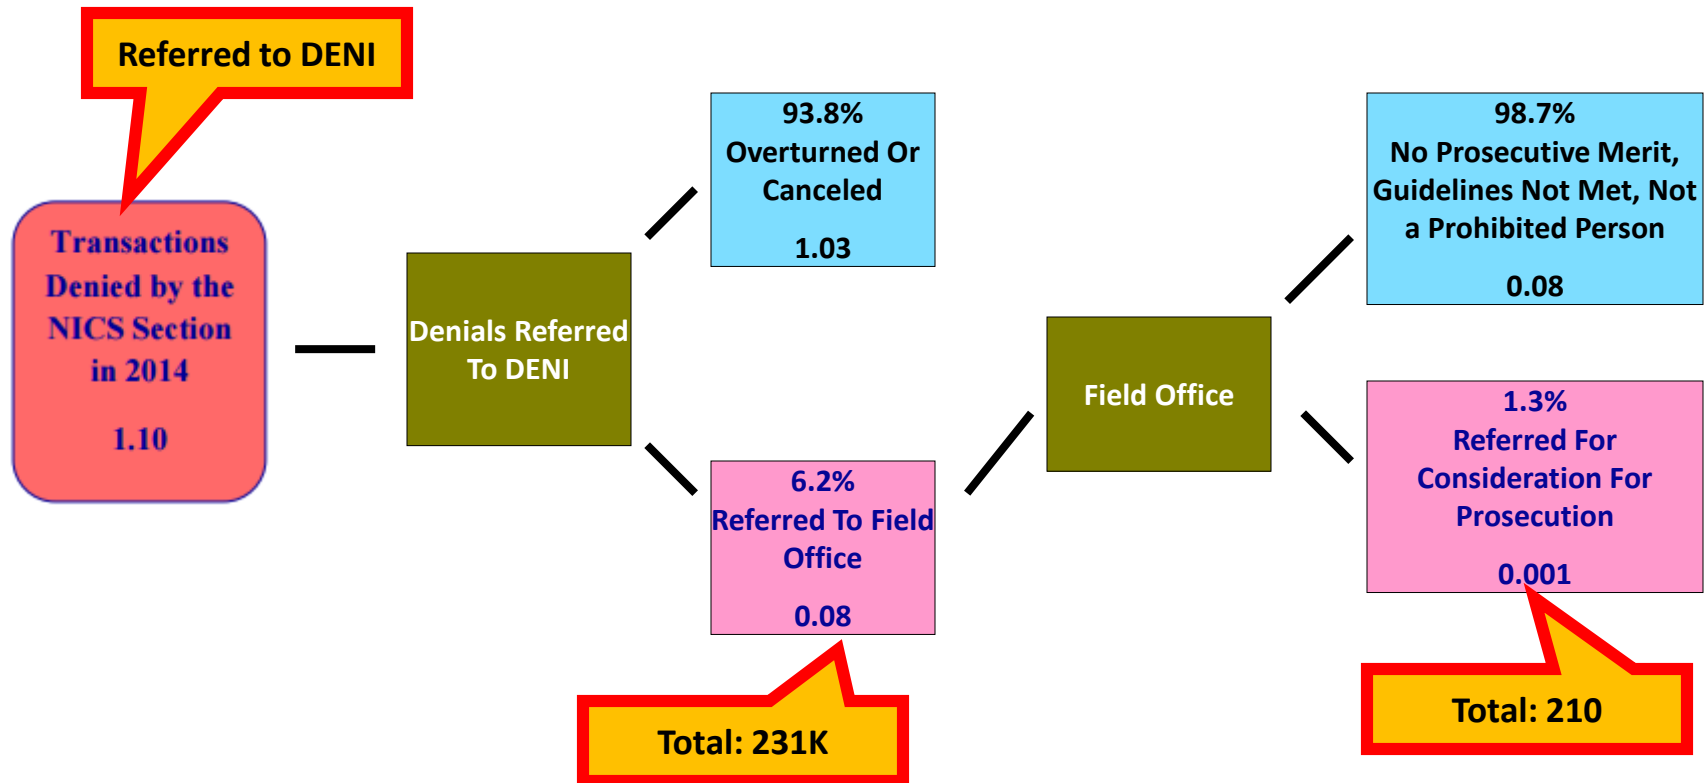 Referred to DENI
Transactions
Denied by the
NICS Section
in 2014
1.10
Denials Referred
To DENI
93.8%
Overturned Or
Canceled
1.03
6.2%
Referred To Field
Office
0.08
Total: 231K
Field Office
98.7%
No Prosecutive Merit,
Guidelines Not Met, Not
a Prohibited Person
0.08
1.3%
Referred For
Consideration For
Prosecution
0.001
Total: 210